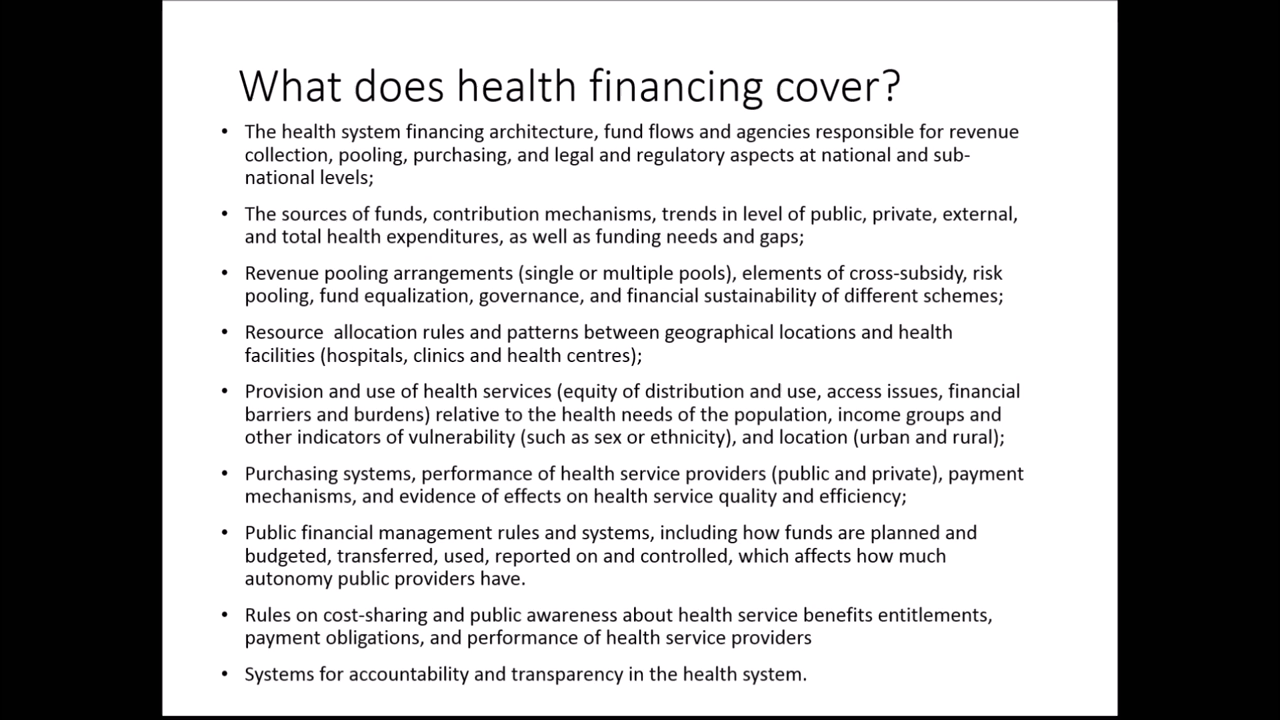 What does health financing cover?
• The health system financing architecture, fund flows and agencies responsible for revenue
collection, pooling, purchasing, and legal and regulatory aspects at national and sub-
national levels;
• The sources of funds, contribution mechanisms, trends in level of public, private, external,
and total health expenditures, as well as funding needs and gaps;
• Revenue pooling arrangements (single or multiple pools), elements of cross-subsidy, risk
pooling, fund equalization, governance, and financial sustainability of different schemes;
• Resource  allocation rules and patterns between geographical locations and health
facilities (hospitals, clinics and health centres);
• Provision and use of health services (equity of distribution and use, access issues, financial
barriers and burdens) relative to the health needs of the population, income groups and
other indicators of vulnerability (such as sex or ethnicity), and location (urban and rural);
• Purchasing systems, performance of health service providers (public and private), payment
mechanisms, and evidence of effects on health service quality and efficiency;
• Public financial management rules and systems, including how funds are planned and
budgeted, transferred, used, reported on and controlled, which affects how much
autonomy public providers have.
• Rules on cost-sharing and public awareness about health service benefits entitlements,
payment obligations, and performance of health service providers
• Systems for accountability and transparency in the health system.